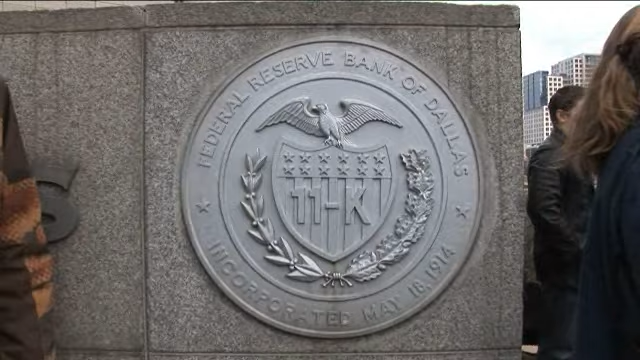 FEDERAL RESERVE BANK OF DALLAS
11-K
INCORPORATED MAY 18, 1914
S